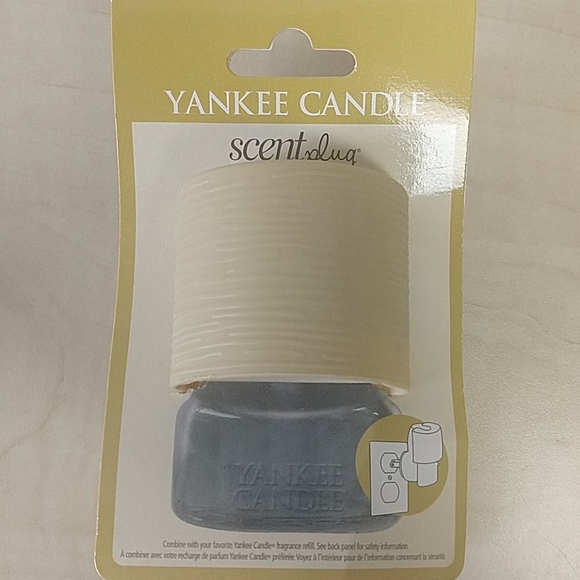 YANKEE CANDLE
scentplug®
YANKEE
CANDLE
Combine with your favorite Yankee Candle® fragrance refill. See back panel for safety information.
À combiner avec votre recharge de parfum Yankee Candle® préférée. Voyez à l'intérieur pour de l'information concernant la sécurité.